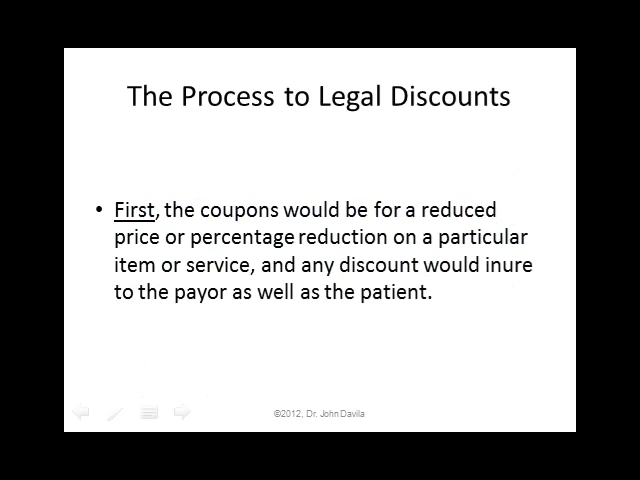 The Process to Legal Discounts
• First, the coupons would be for a reduced
price or percentage reduction on a particular
item or service, and any discount would inure
to the payor as well as the patient.
©2012, Dr. John Davila